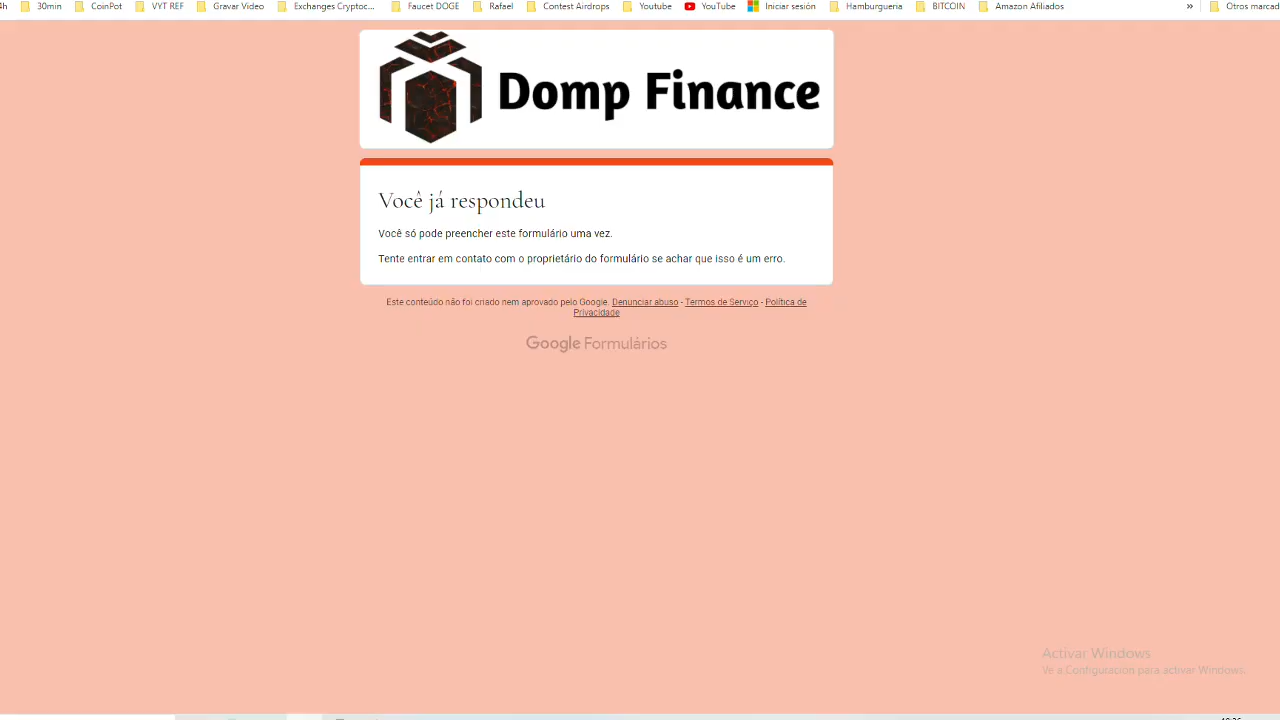 4h 30min CoinPot VYT REF Gravar Video Exchanges Cryptoc... Faucet DOGE Rafael Contest Airdrops Youtube YouTube Iniciar sesión Hamburgueria BITCOIN Amazon Afiliados » Otros marcad
Domp Finance
Você já respondeu
Você só pode preencher este formulário uma vez.
Tente entrar em contato com o proprietário do formulário se achar que isso é um erro.
Este conteúdo não foi criado nem aprovado pelo Google. Denunciar abuso - Termos de Serviço - Política de
Privacidade
Google Formulários
Activar Windows
Ve a Configuración para activar Windows.